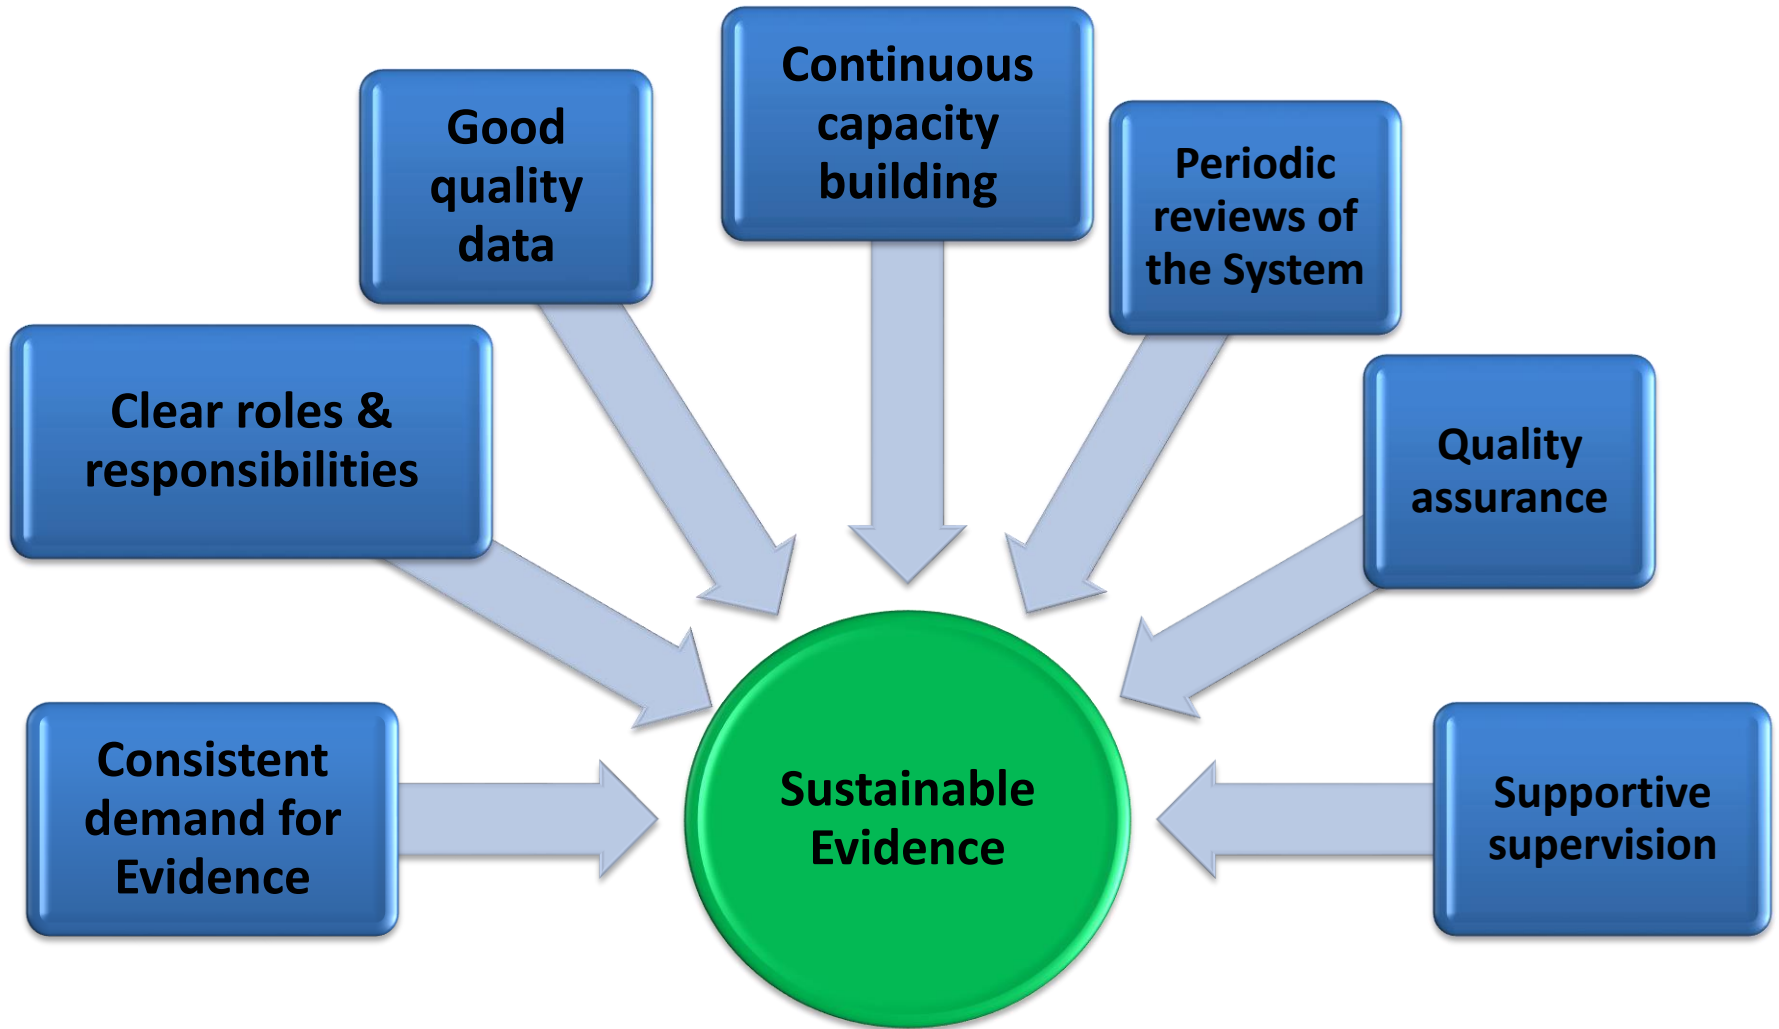 Continuous
capacity
building
Good
quality
data
Periodic
reviews of
the System
Clear roles &
responsibilities
Quality
assurance
Consistent
demand for
Evidence
Sustainable
Evidence
Supportive
supervision